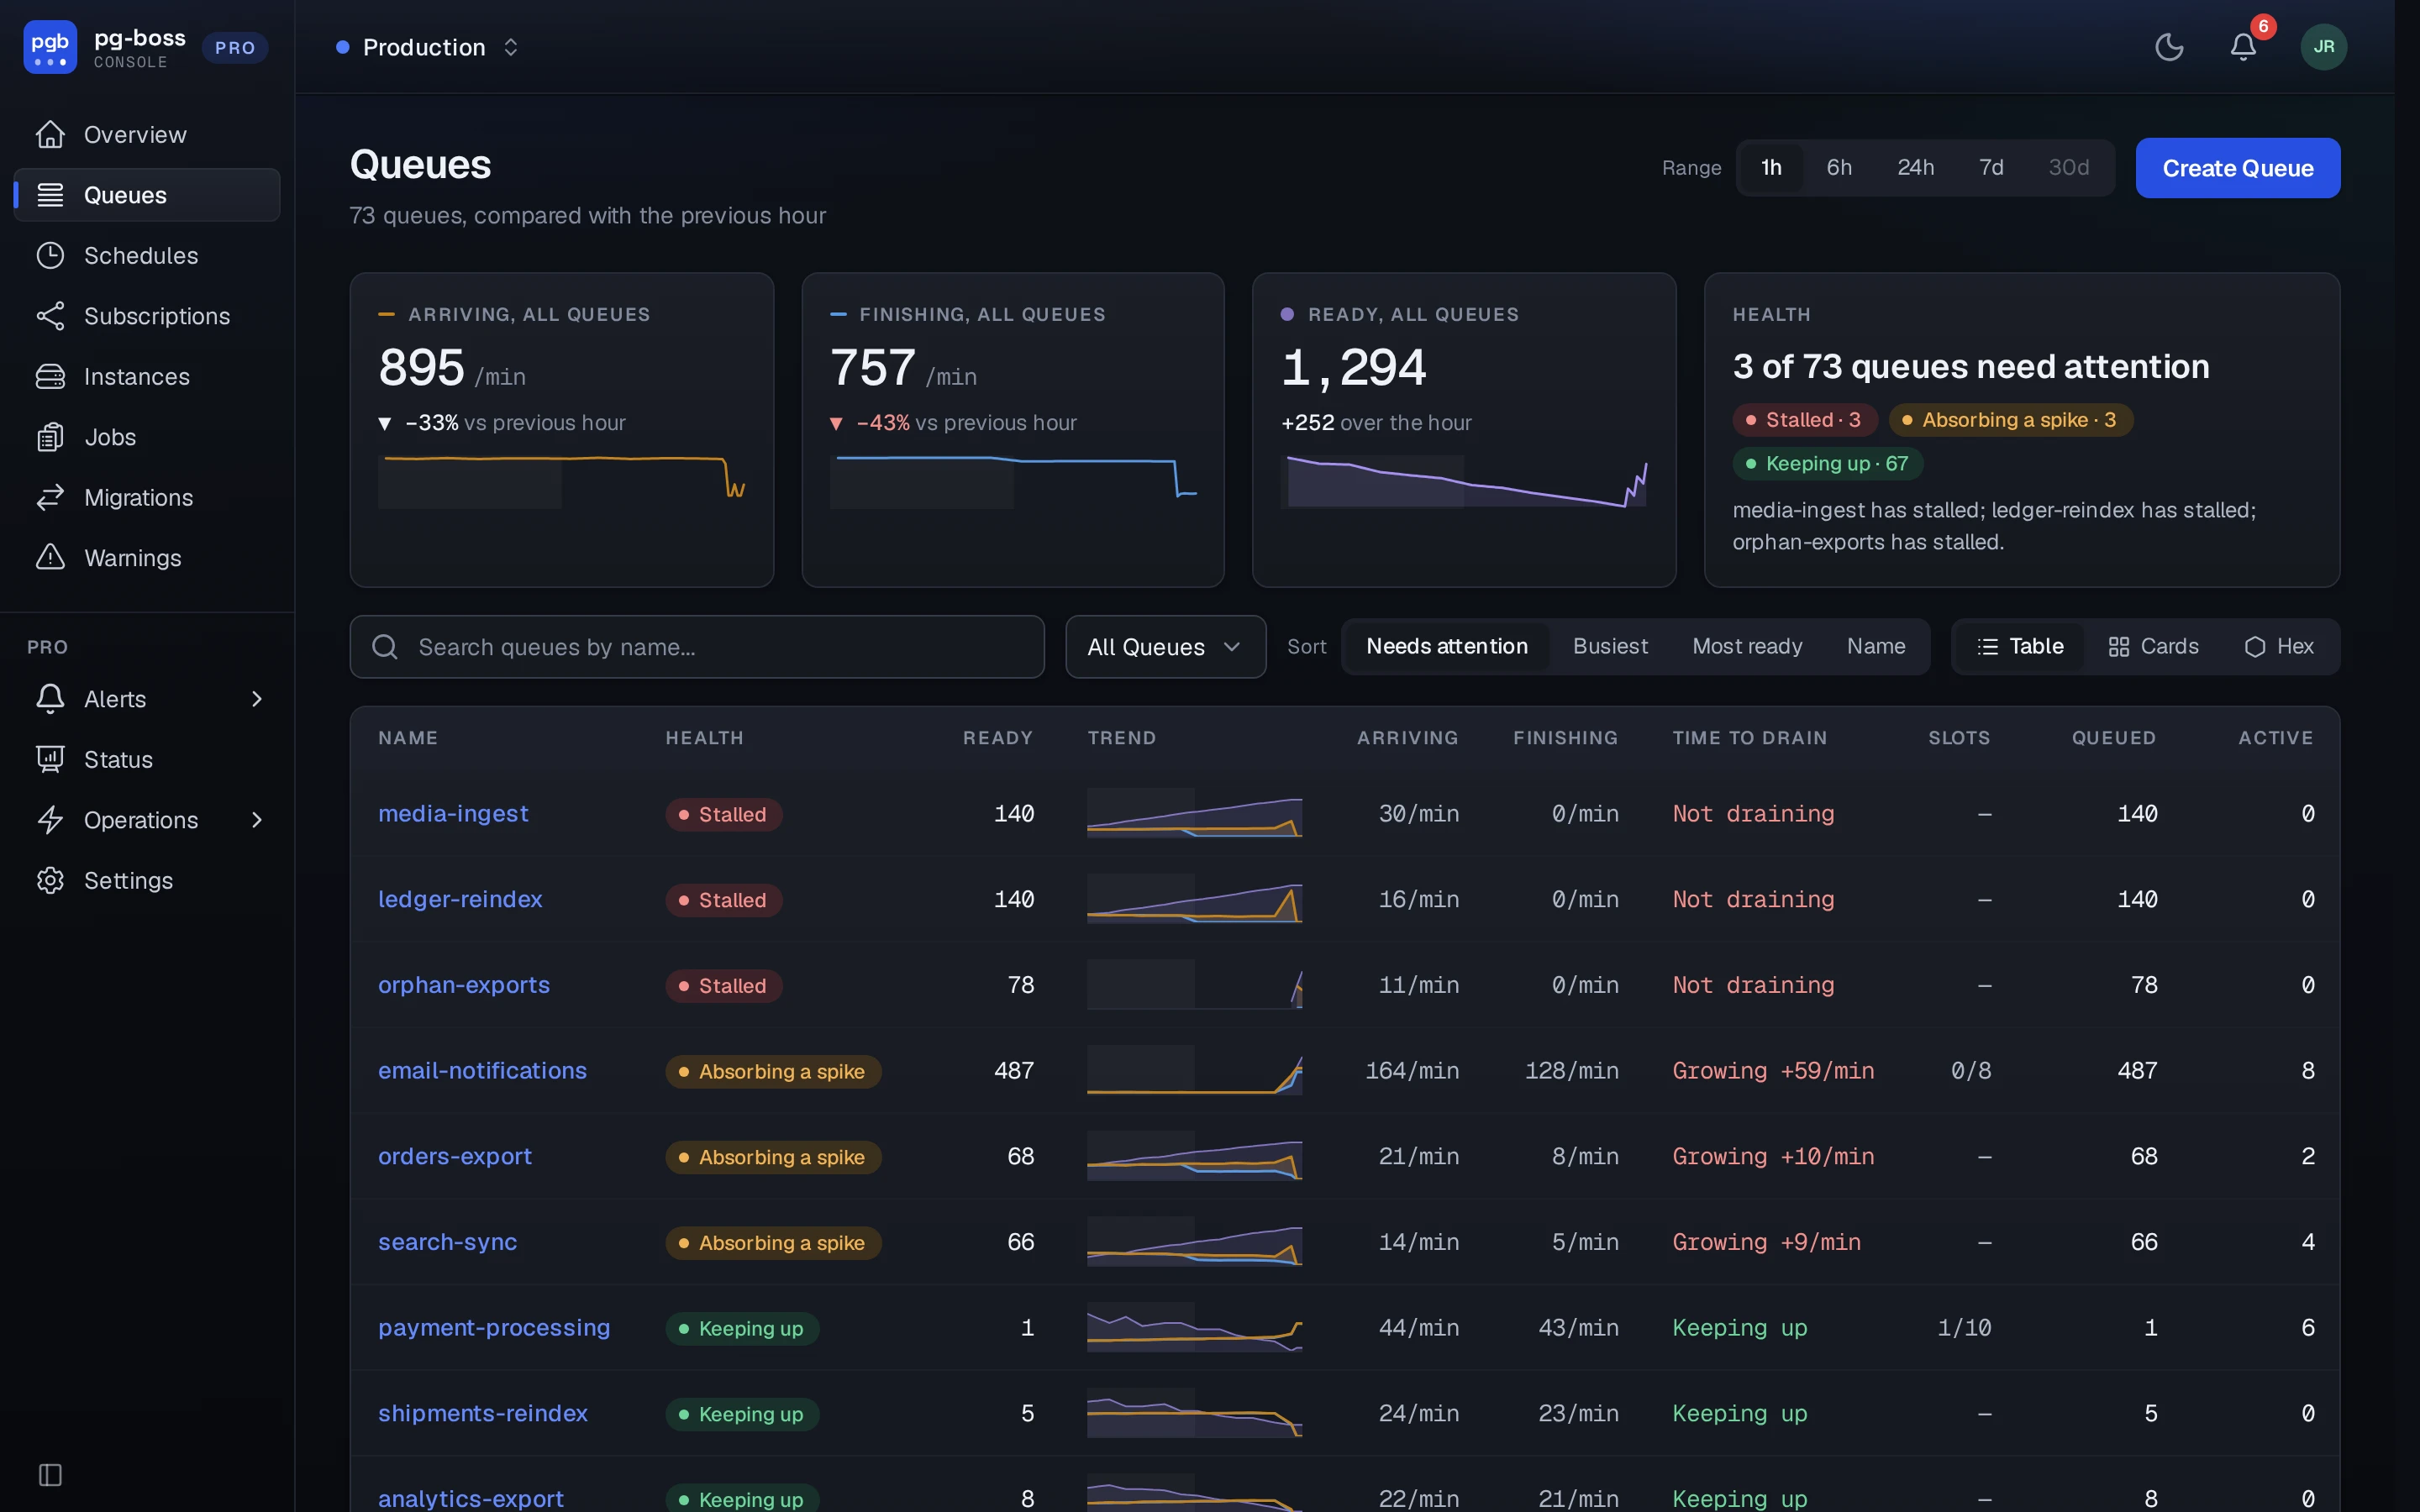 pgb
pg-boss
CONSOLE
PRO
Production
6
JR
Overview
Queues
Schedules
Subscriptions
Instances
Jobs
Migrations
Warnings
PRO
Alerts
Status
Operations
Settings
Queues
73 queues, compared with the previous hour
Range 1h 6h 24h 7d 30d
Create Queue
ARRIVING, ALL QUEUES
895 /min
▼ −33% vs previous hour
FINISHING, ALL QUEUES
757 /min
▼ −43% vs previous hour
READY, ALL QUEUES
1,294
+252 over the hour
HEALTH
3 of 73 queues need attention
Stalled · 3 Absorbing a spike · 3
Keeping up · 67
media-ingest has stalled; ledger-reindex has stalled;
orphan-exports has stalled.
Search queues by name...
All Queues
Sort Needs attention Busiest Most ready Name
Table Cards Hex
NAME HEALTH READY TREND ARRIVING FINISHING TIME TO DRAIN SLOTS QUEUED ACTIVE
media-ingest Stalled 140 30/min 0/min Not draining — 140 0
ledger-reindex Stalled 140 16/min 0/min Not draining — 140 0
orphan-exports Stalled 78 11/min 0/min Not draining — 78 0
email-notifications Absorbing a spike 487 164/min 128/min Growing +59/min 0/8 487 8
orders-export Absorbing a spike 68 21/min 8/min Growing +10/min — 68 2
search-sync Absorbing a spike 66 14/min 5/min Growing +9/min — 66 4
payment-processing Keeping up 1 44/min 43/min Keeping up 1/10 1 6
shipments-reindex Keeping up 5 24/min 23/min Keeping up — 5 0
analytics-export Keeping up 8 22/min 21/min Keeping up — 8 0